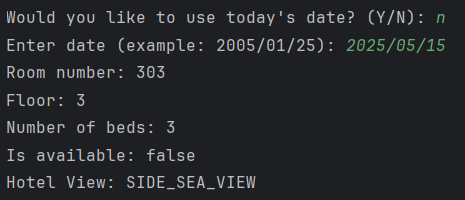 Would you like to use today's date? (Y/N): n
Enter date (example: 2005/01/25): 2025/05/15
Room number: 303
Floor: 3
Number of beds: 3
Is available: false
Hotel View: SIDE_SEA_VIEW